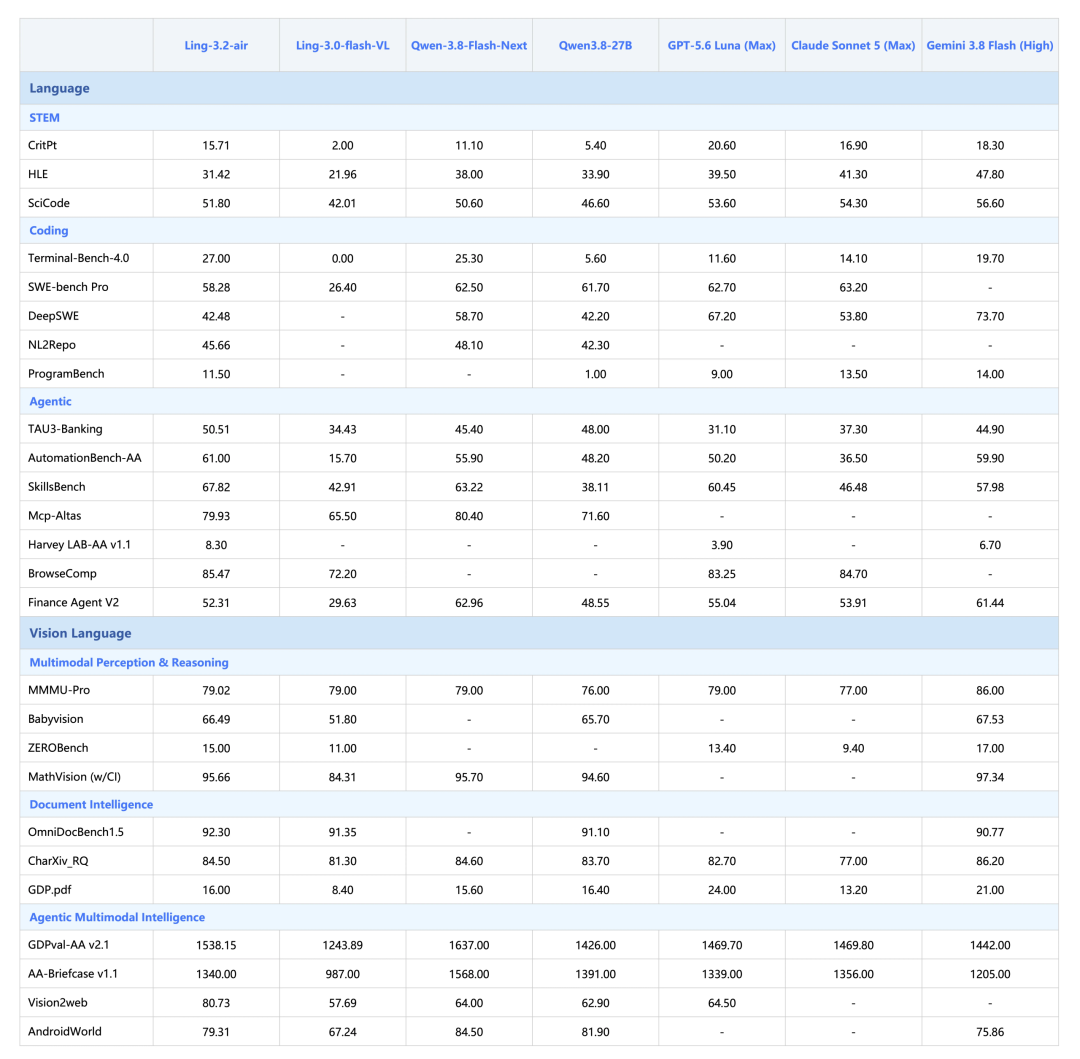 Ling-3.2-air Ling-3.0-flash-VL Qwen-3.8-Flash-Next Qwen3.8-27B GPT-5.6 Luna (Max) Claude Sonnet 5 (Max) Gemini 3.8 Flash (High)
Language
STEM
CritPt 15.71 2.00 11.10 5.40 20.60 16.90 18.30
HLE 31.42 21.96 38.00 33.90 39.50 41.30 47.80
SciCode 51.80 42.01 50.60 46.60 53.60 54.30 56.60
Coding
Terminal-Bench-4.0 27.00 0.00 25.30 5.60 11.60 14.10 19.70
SWE-bench Pro 58.28 26.40 62.50 61.70 62.70 63.20 -
DeepSWE 42.48 - 58.70 42.20 67.20 53.80 73.70
NL2Repo 45.66 - 48.10 42.30 - - -
ProgramBench 11.50 - - 1.00 9.00 13.50 14.00
Agentic
TAU3-Banking 50.51 34.43 45.40 48.00 31.10 37.30 44.90
AutomationBench-AA 61.00 15.70 55.90 48.20 50.20 36.50 59.90
SkillsBench 67.82 42.91 63.22 38.11 60.45 46.48 57.98
Mcp-Altas 79.93 65.50 80.40 71.60 - - -
Harvey LAB-AA v1.1 8.30 - - - 3.90 - 6.70
BrowseComp 85.47 72.20 - - 83.25 84.70 -
Finance Agent V2 52.31 29.63 62.96 48.55 55.04 53.91 61.44
Vision Language
Multimodal Perception & Reasoning
MMMU-Pro 79.02 79.00 79.00 76.00 79.00 77.00 86.00
Babyvision 66.49 51.80 - 65.70 - - 67.53
ZEROBench 15.00 11.00 - - 13.40 9.40 17.00
MathVision (w/CI) 95.66 84.31 95.70 94.60 - - 97.34
Document Intelligence
OmniDocBench1.5 92.30 91.35 - 91.10 - - 90.77
CharXiv_RQ 84.50 81.30 84.60 83.70 82.70 77.00 86.20
GDP.pdf 16.00 8.40 15.60 16.40 24.00 13.20 21.00
Agentic Multimodal Intelligence
GDPval-AA v2.1 1538.15 1243.89 1637.00 1426.00 1469.70 1469.80 1442.00
AA-Briefcase v1.1 1340.00 987.00 1568.00 1391.00 1339.00 1356.00 1205.00
Vision2web 80.73 57.69 64.00 62.90 64.50 - -
AndroidWorld 79.31 67.24 84.50 81.90 - - 75.86